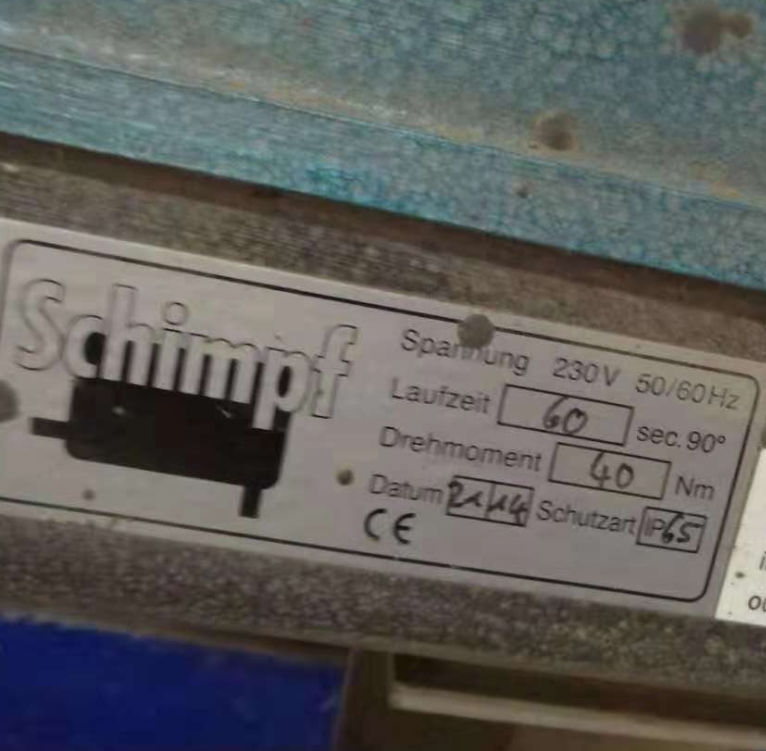 Schimpf
Spannung 230V 50/60Hz
Laufzeit 60 sec. 90°
Drehmoment 40 Nm
Datum Schutzart IP65
CE